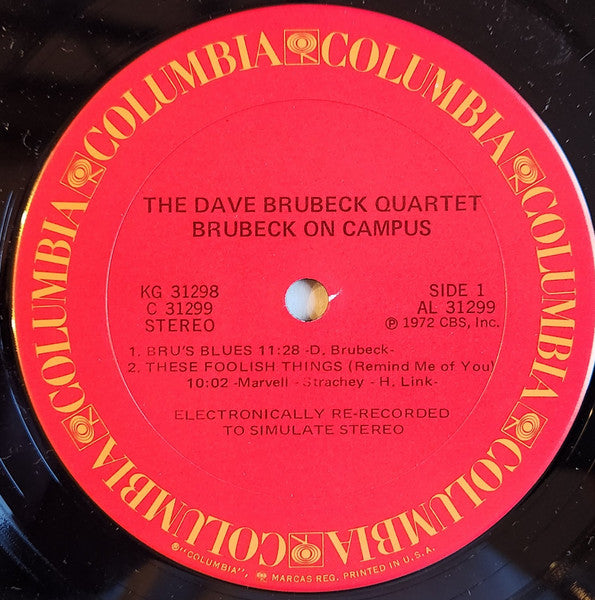 COLUMBIA COLUMBIA COLUMBIA COLUMBIA COLUMBIA COLUMBIA COLUMBIA COLUMBIA
THE DAVE BRUBECK QUARTET
BRUBECK ON CAMPUS
KG 31298 SIDE 1
C 31299 AL 31299
STEREO ℗ 1972 CBS, Inc.
1. BRU'S BLUES 11:28 -D. Brubeck-
2. THESE FOOLISH THINGS (Remind Me of You)
10:02 -Marvell - Strachey - H. Link-
ELECTRONICALLY RE-RECORDED
TO SIMULATE STEREO
®"COLUMBIA", MARCAS REG. PRINTED IN U.S.A.